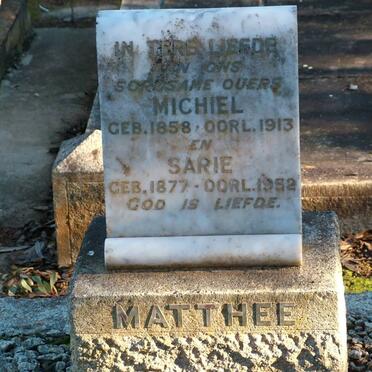 IN TERE LIEFDE
AAN ONS
SORGSAME OUERS
MICHIEL
GEB. 1858 - OORL. 1913
EN
SARIE
GEB. 1877 - OORL. 1952
GOD IS LIEFDE.
MATTHEE